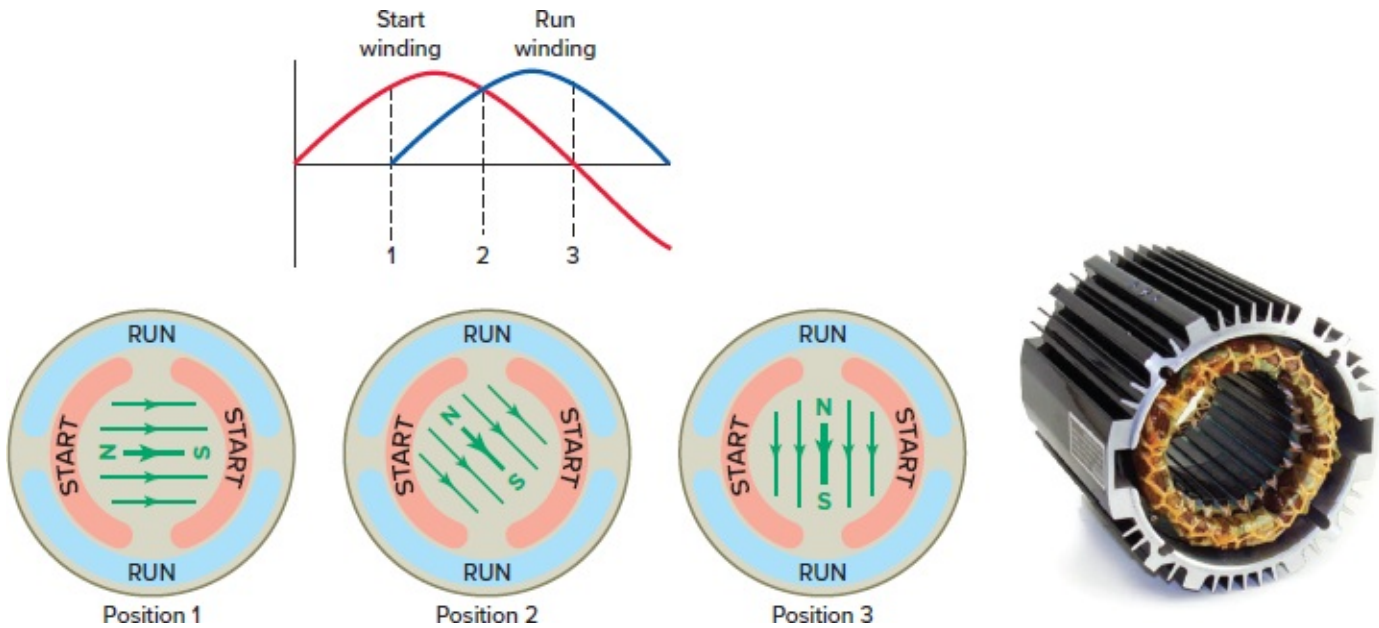 Start
winding
Run
winding
1
2
3
RUN
START
N
S
START
RUN
Position 1
RUN
START
N
S
START
RUN
Position 2
RUN
START
N
S
START
RUN
Position 3